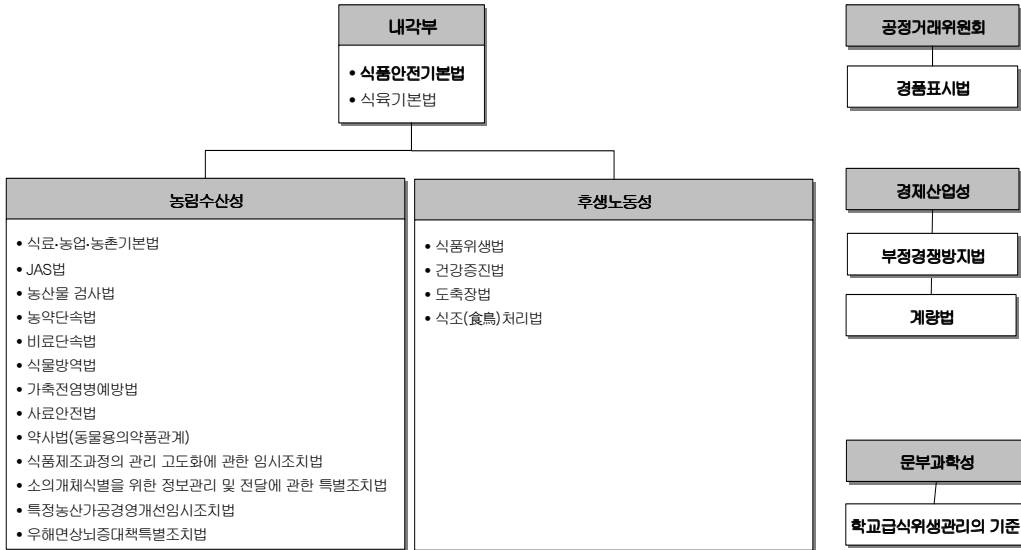 내각부
• 식품안전기본법
• 식육기본법
농림수산성
• 식료·농업·농촌기본법
• JAS법
• 농산물 검사법
• 농약단속법
• 비료단속법
• 식물방역법
• 가축전염병예방법
• 사료안전법
• 약사법(동물용의약품관계)
• 식품제조과정의 관리 고도화에 관한 임시조치법
• 소의개체식별을 위한 정보관리 및 전달에 관한 특별조치법
• 특정농산가공경영개선임시조치법
• 우해면상뇌증대책특별조치법
후생노동성
• 식품위생법
• 건강증진법
• 도축장법
• 식조(食鳥)처리법
공정거래위원회
경품표시법
경제산업성
부정경쟁방지법
계량법
문부과학성
학교급식위생관리의 기준